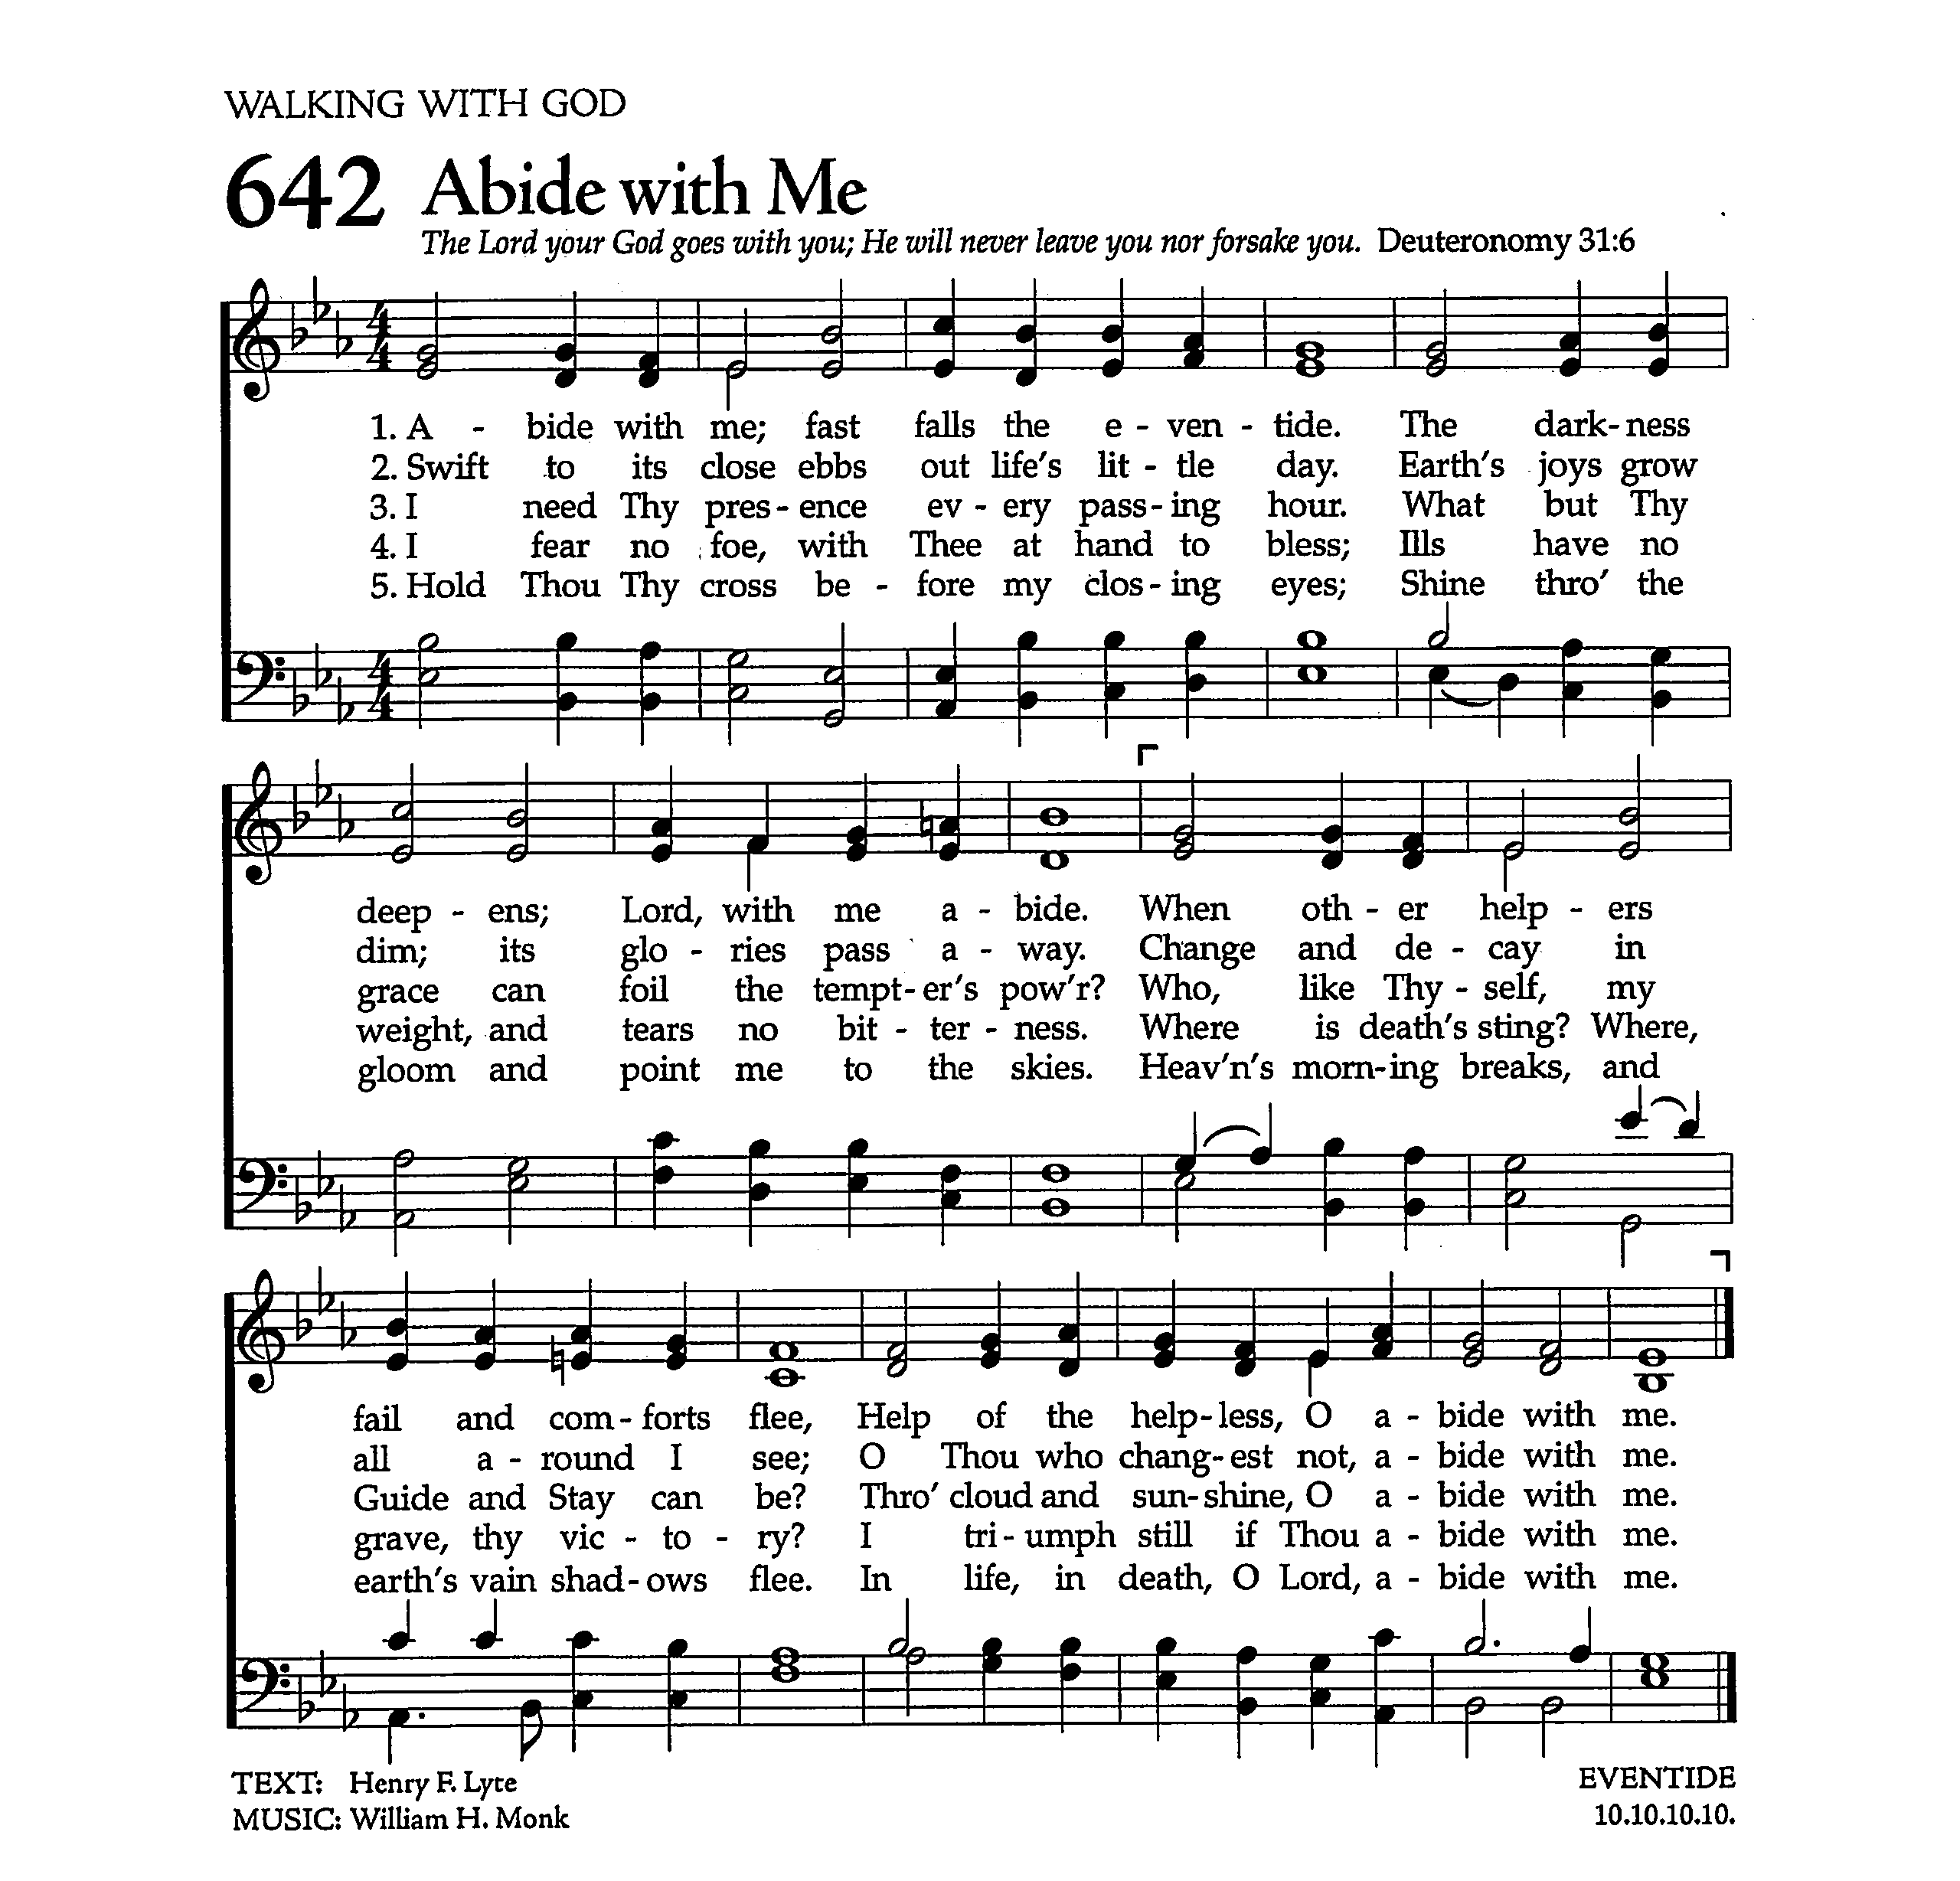 WALKING WITH GOD
642 Abide with Me
The Lord your God goes with you; He will never leave you nor forsake you. Deuteronomy 31:6
4
4
1. A - bide with me; fast falls the e - ven - tide. The dark - ness
2. Swift to its close ebbs out life's lit - tle day. Earth's joys grow
3. I need Thy pres - ence ev - ery pass - ing hour. What but Thy
4. I fear no foe, with Thee at hand to bless; Ills have no
5. Hold Thou Thy cross be - fore my clos - ing eyes; Shine thro' the
4
4
deep - ens; Lord, with me a - bide. When oth - er help - ers
dim; its glo - ries pass a - way. Change and de - cay in
grace can foil the tempt - er's pow'r? Who, like Thy - self, my
weight, and tears no bit - ter - ness. Where is death's sting? Where,
gloom and point me to the skies. Heav'n's morn - ing breaks, and
fail and com - forts flee, Help of the help - less, O a - bide with me.
all a - round I see; O Thou who chang - est not, a - bide with me.
Guide and Stay can be? Thro' cloud and sun - shine, O a - bide with me.
grave, thy vic - to - ry? I tri - umph still if Thou a - bide with me.
earth's vain shad - ows flee. In life, in death, O Lord, a - bide with me.
TEXT: Henry F. Lyte
MUSIC: William H. Monk
EVENTIDE
10.10.10.10.